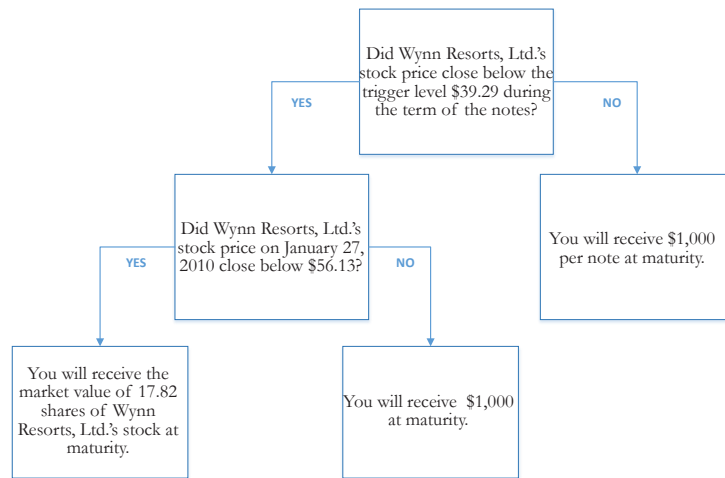 Did Wynn Resorts, Ltd.'s
stock price close below the
trigger level $39.29 during
the term of the notes?
YES
NO
Did Wynn Resorts, Ltd.'s
stock price on January 27,
2010 close below $56.13?
You will receive $1,000
per note at maturity.
YES
NO
You will receive the
market value of 17.82
shares of Wynn
Resorts, Ltd.'s stock at
maturity.
You will receive $1,000
at maturity.